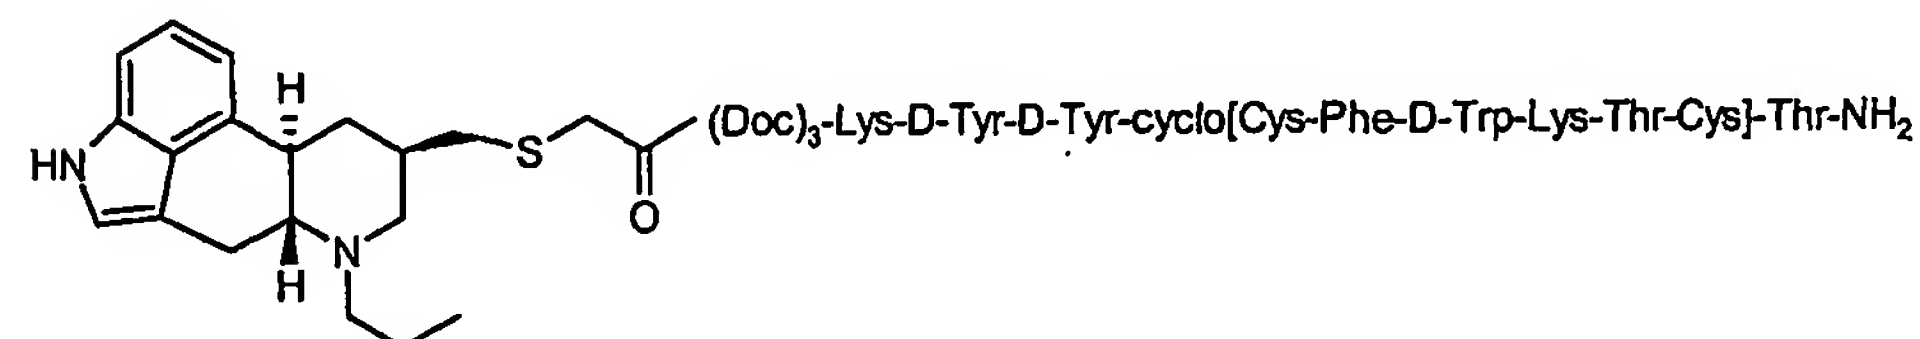 H
(Doc)₃-Lys-D-Tyr-D-Tyr-cyclo[Cys-Phe-D-Trp-Lys-Thr-Cys]-Thr-NH₂
S
HN
O
N
H